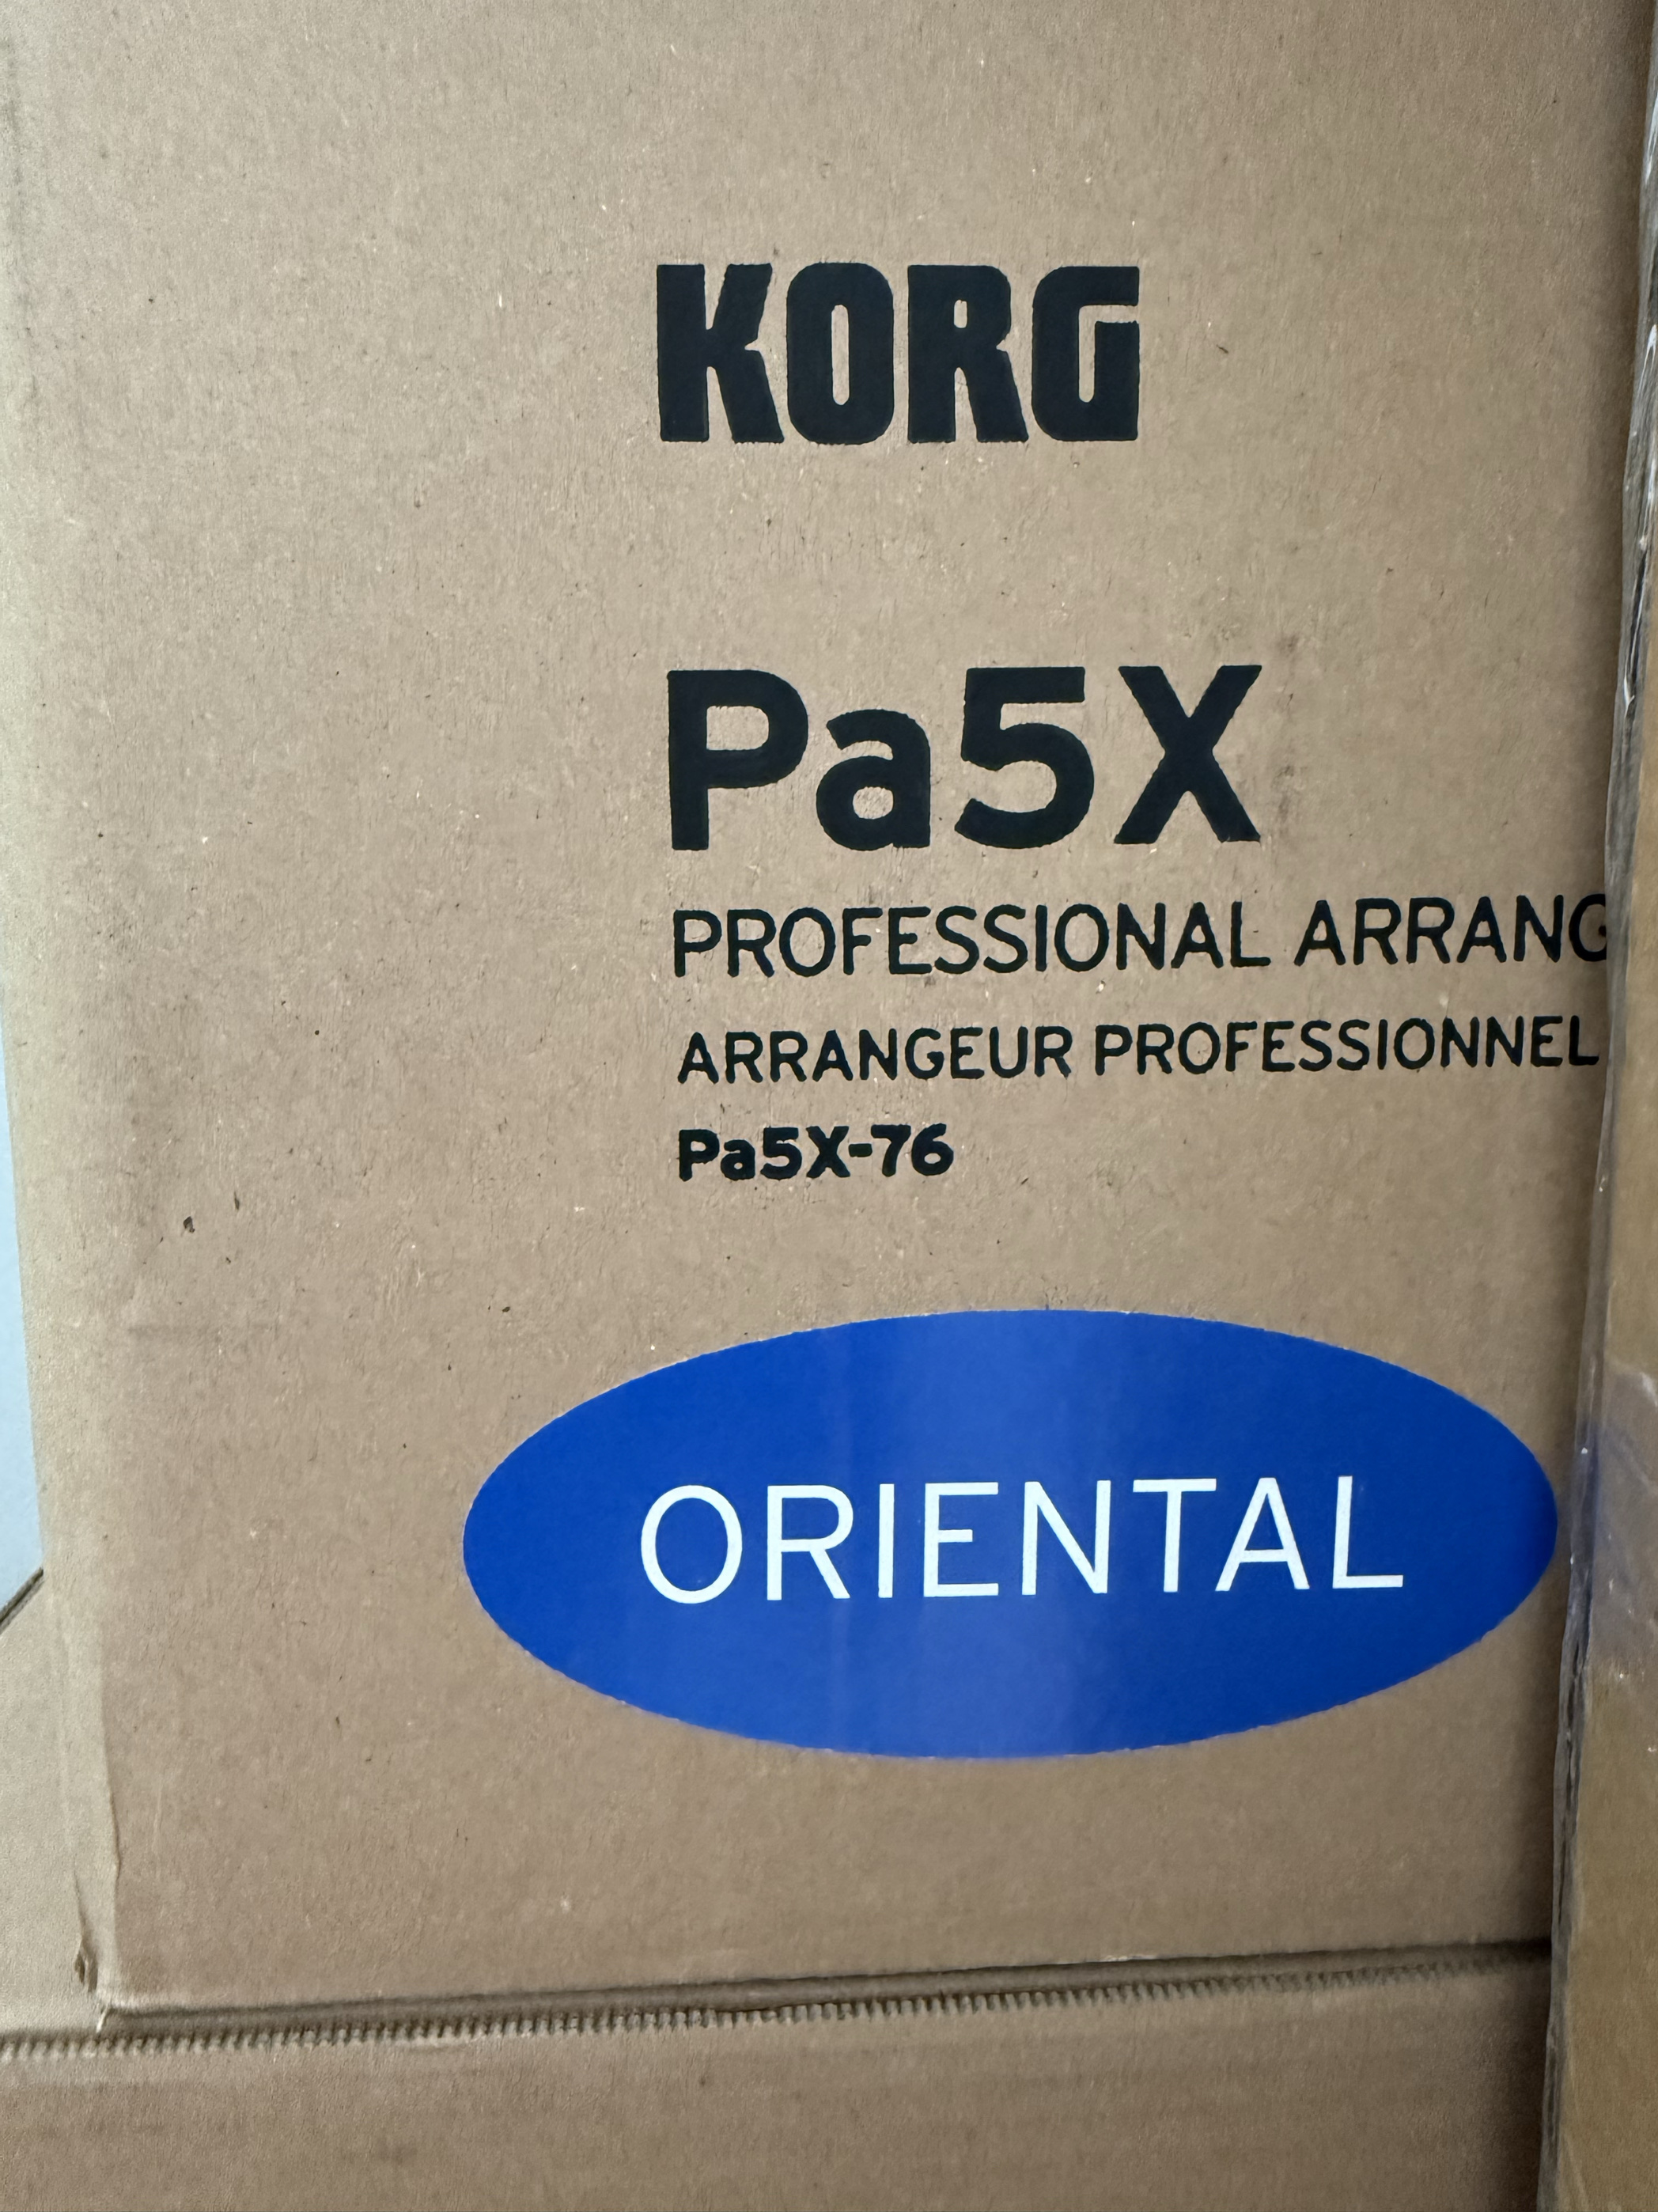 KORG
Pa5X
PROFESSIONAL ARRANG
ARRANGEUR PROFESSIONNEL
Pa5X-76
ORIENTAL